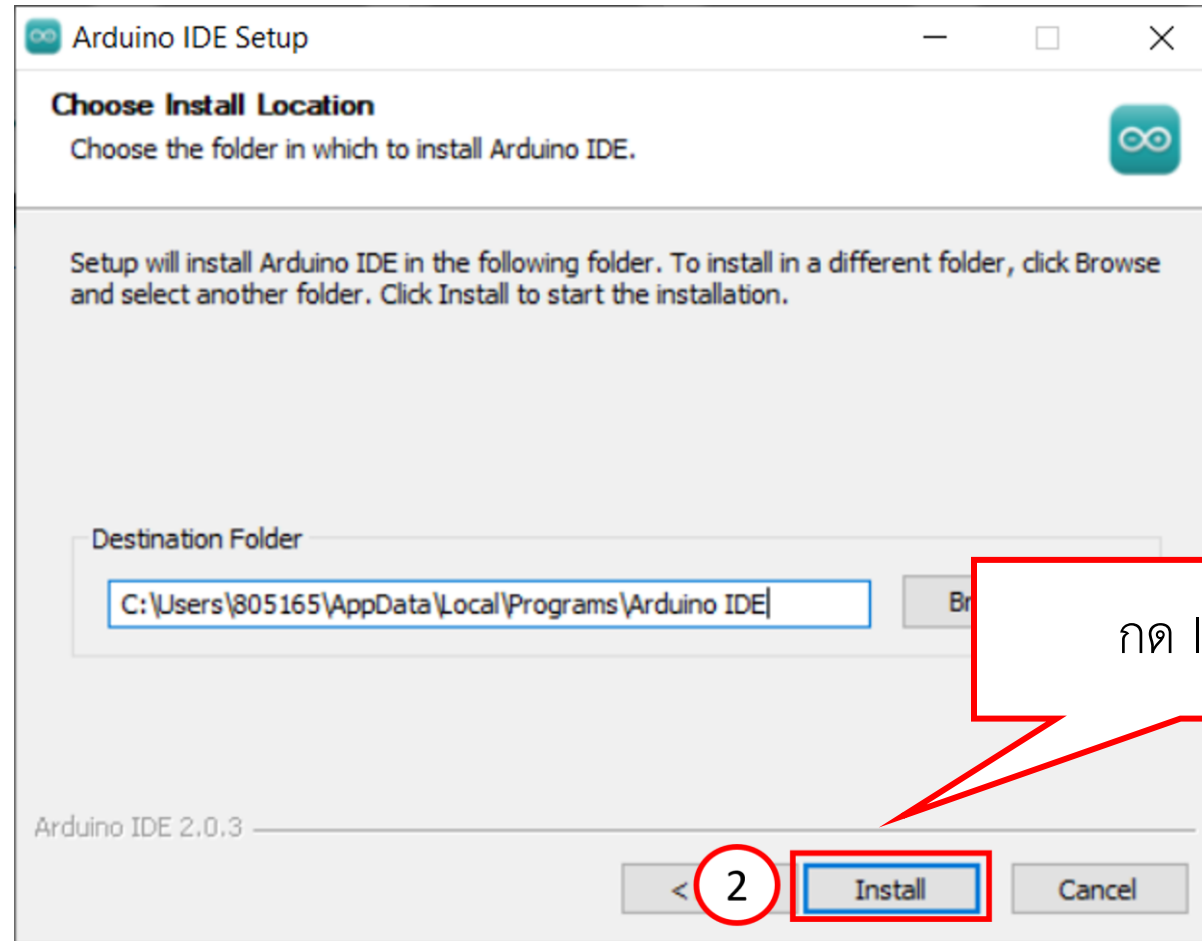 Arduino IDE Setup
Choose Install Location
Choose the folder in which to install Arduino IDE.
Setup will install Arduino IDE in the following folder. To install in a different folder, click Browse
and select another folder. Click Install to start the installation.
Destination Folder
C:\Users\805165\AppData\Local\Programs\Arduino IDE
กด
Arduino IDE 2.0.3
< 2 Install Cancel